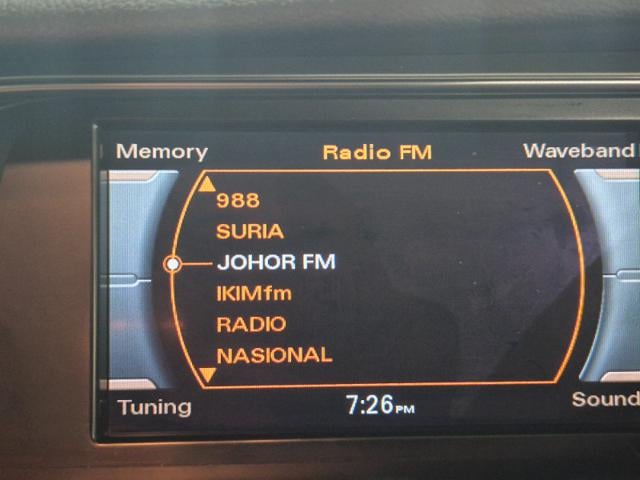 Memory Radio FM Waveband
988
SURIA
JOHOR FM
IKIMfm
RADIO
NASIONAL
Tuning 7:26PM Sound